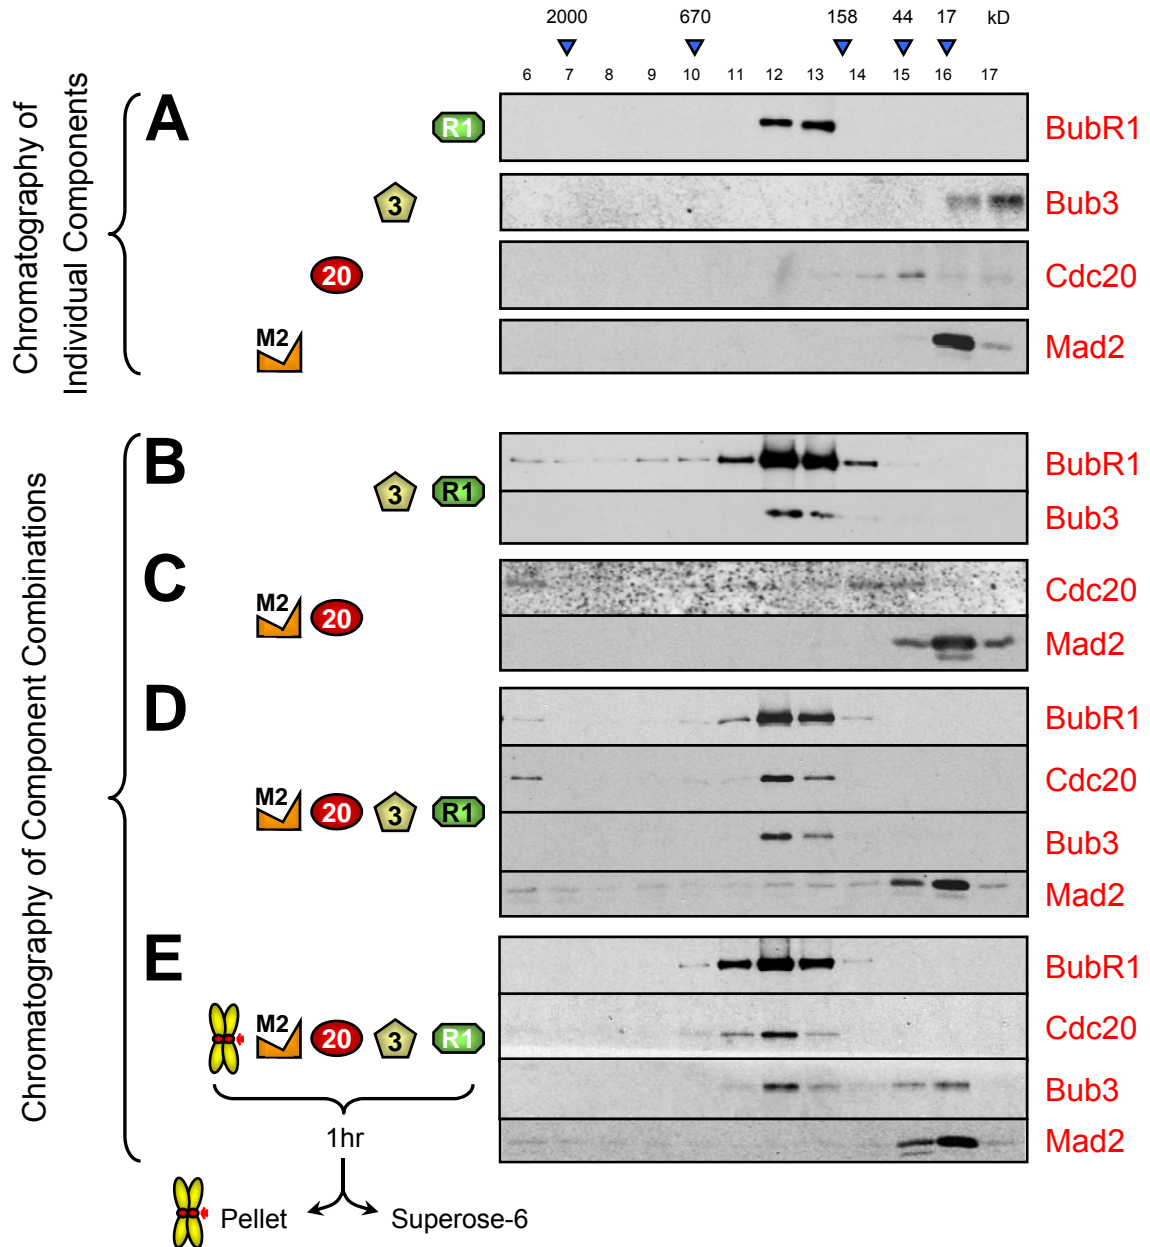 2000 670 158 44 17 kD
6 7 8 9 10 11 12 13 14 15 16 17
Chromatography of
Individual Components
A
R1
BubR1
3
Bub3
20
Cdc20
M2
Mad2
Chromatography of Component Combinations
B
3 R1
BubR1
Bub3
C
M2 20
Cdc20
Mad2
D
M2 20 3 R1
BubR1
Cdc20
Bub3
Mad2
E
M2 20 3 R1
BubR1
Cdc20
Bub3
Mad2
1hr
Pellet
Superose-6